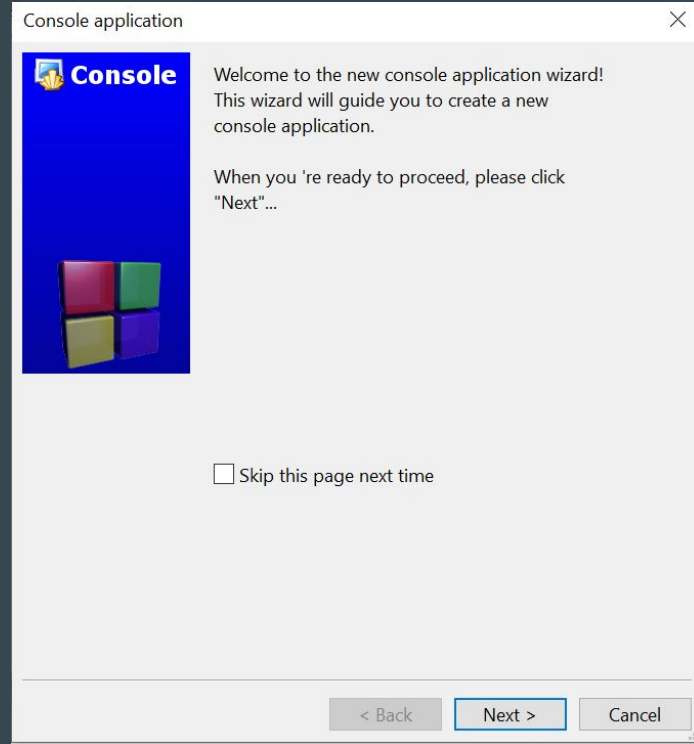 Console application
Console
Welcome to the new console application wizard!
This wizard will guide you to create a new
console application.
When you 're ready to proceed, please click
"Next"...
Skip this page next time
< Back
Next >
Cancel